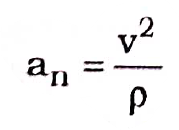 aₙ = v²/ρ